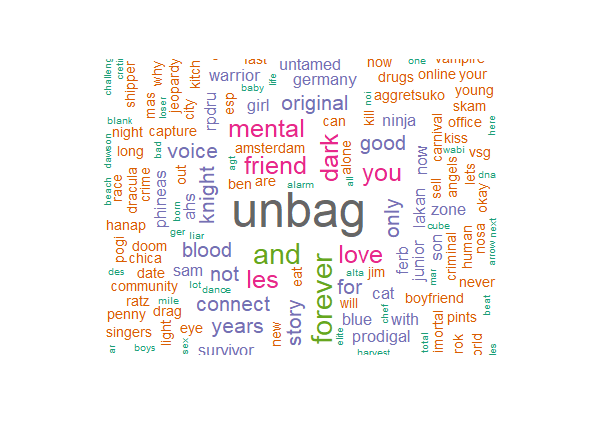 challeng
creti
shipper
mas
why
jeopardy
kitch
fast
untamed
now
one
vampire
city
warrior
germany
drugs
online
your
baby
life
loser
rpdru
esp
girl
original
kill
noi
aggretsuko
young
skam
blank
night
capture
mental
can
ninja
carnival
office
here
dawson
long
bad
voice
amsterdam
dark
alone
good
kiss
wabi
agt
friend
you
now
vsg
beach
race
dracula
crime
phineas
out
ahs
knight
ben
are
alarm
all
unbag
only
lakan
sell
angels
lets
okay
dna
born
zone
hanap
ger
liar
cube
junior
son
criminal
human
nosa
arrow
next
pogi
doom
chica
blood
and
forever
love
ferb
des
date
sam
not
les
eat
alta
jim
for
cat
mar
never
community
lot
dance
ratz
mile
connect
story
will
boyfriend
beat
penny
drag
light
eye
years
new
elite
blue
chef
with
imortal
pints
singers
prodigal
total
rok
orld
ar
boys
sex
survivor
harvest
les